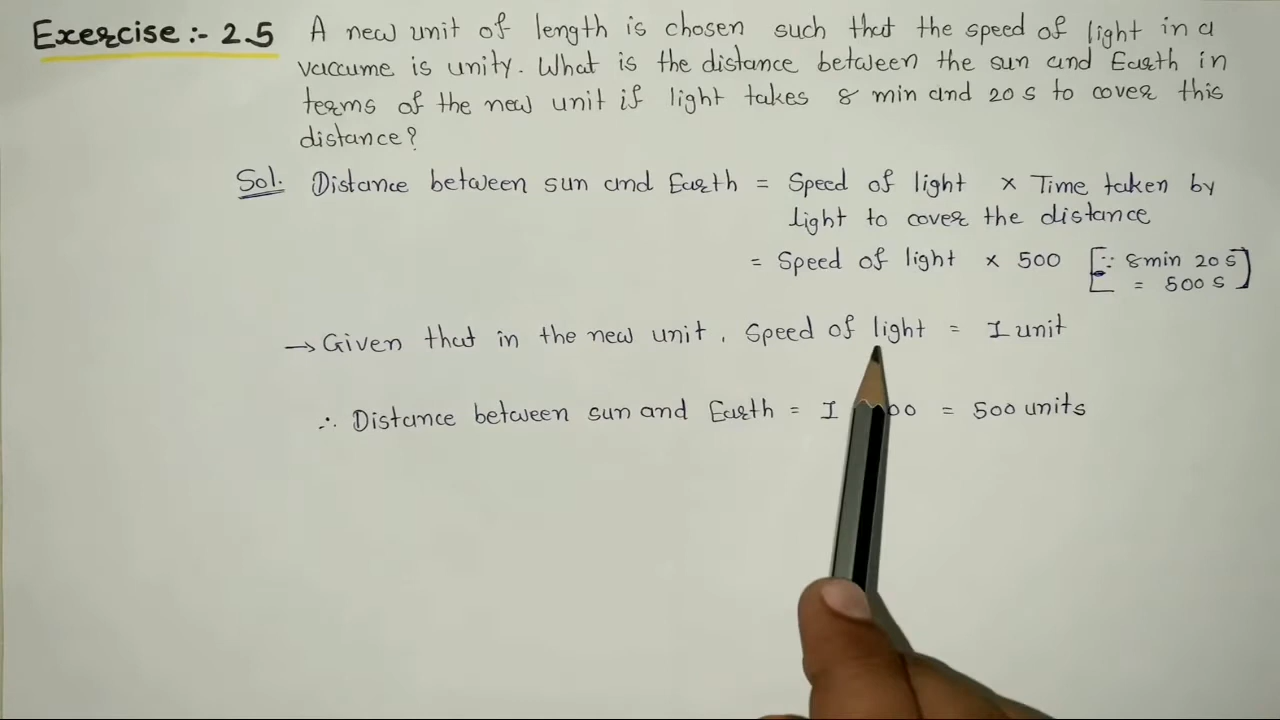 Exercise :- 2.5 A new unit of length is chosen such that the speed of light in a
vaccume is unity. What is the distance between the sun and Earth in
terms of the new unit if light takes 8 min and 20 s to cover this
distance?
Sol. Distance between sun and Earth = Speed of light × Time taken by
light to cover the distance
= Speed of light × 500 [∵ 8min 20s
= 500 s]
→ Given that in the new unit, Speed of light = 1 unit
∴ Distance between sun and Earth = 1 00 = 500 units